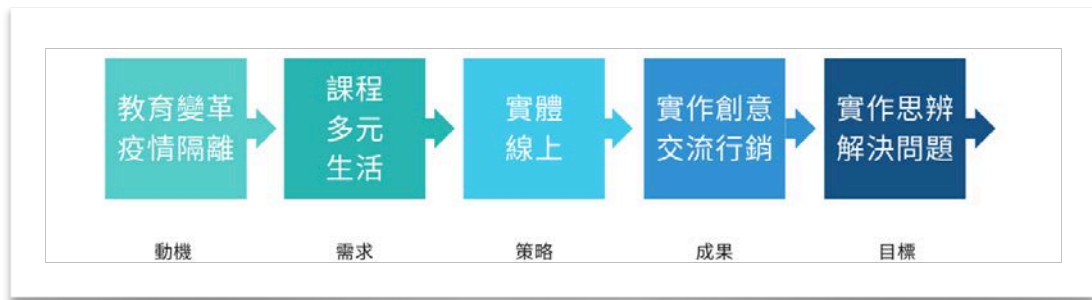 教育變革
疫情隔離
課程
多元
生活
實體
線上
實作創意
交流行銷
實作思辨
解決問題
動機
需求
策略
成果
目標